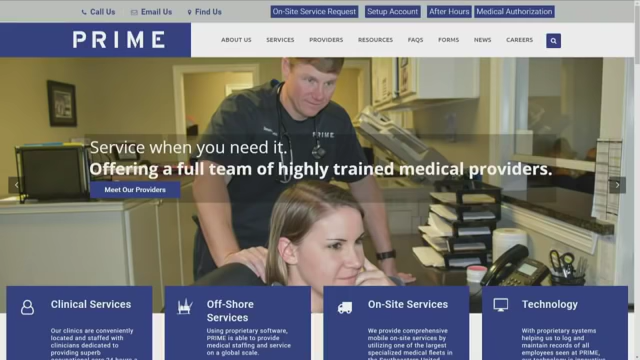 Call Us Email Us Find Us On-Site Service Request Setup Account After Hours Medical Authorization
PRIME ABOUT US SERVICES PROVIDERS RESOURCES FAQS FORMS NEWS CAREERS
PRIME
Service when you need it.
Offering a full team of highly trained medical providers.
Meet Our Providers
Clinical Services
Our clinics are conveniently
located and staffed with
clinicians dedicated to
providing superb
Off-Shore
Services
Using proprietary software,
PRIME is able to provide
medical staffing and service
on a global scale.
On-Site Services
We provide comprehensive
mobile on-site services by
utilizing one of the largest
specialized medical fleets in
the Southeastern United
Technology
With proprietary systems
helping us to log and
maintain records of all
employees seen at PRIME,